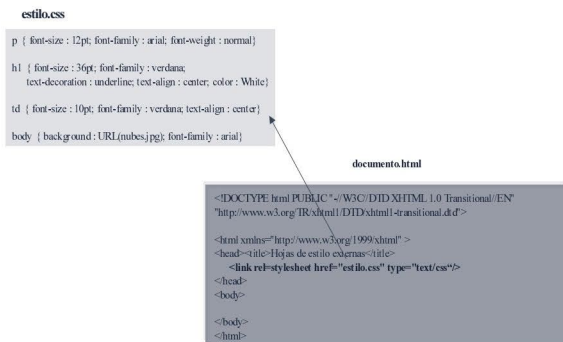 estilo.css
p { font-size : 12pt; font-family : arial; font-weight : normal}
h1 { font-size : 36pt; font-family : verdana;
text-decoration : underline; text-align : center; color : White}
td { font-size : 10pt; font-family : verdana; text-align : center}
body { background : URL(nubes.jpg); font-family : arial}
documento.html
<!DOCTYPE html PUBLIC "-//W3C//DTD XHTML 1.0 Transitional//EN"
"http://www.w3.org/TR/xhtml1/DTD/xhtml1-transitional.dtd">
<html xmlns="http://www.w3.org/1999/xhtml" >
<head><title>Hojas de estilo externas</title>
<link rel=stylesheet href="estilo.css" type="text/css“/>
</head>
<body>
</body>
</html>